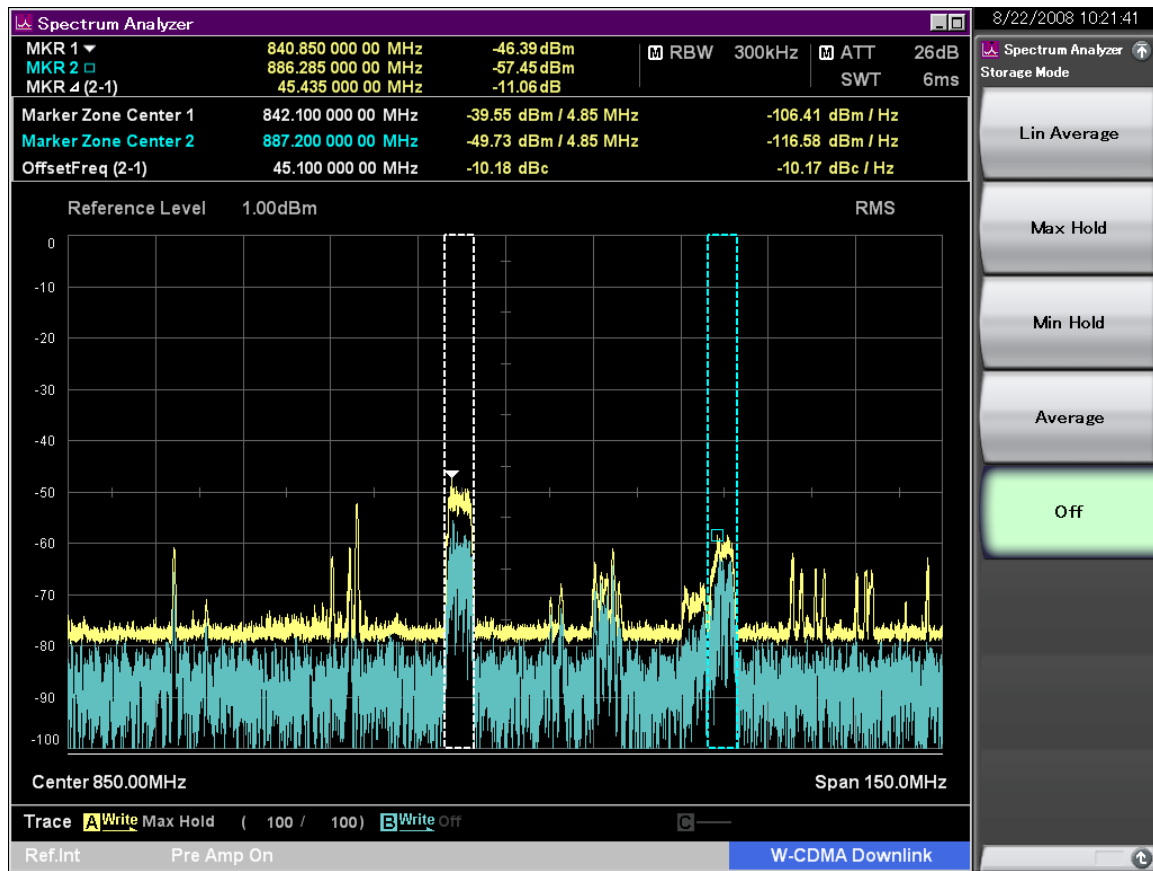 Spectrum Analyzer
8/22/2008 10:21:41
MKR 1 840.850 000 00 MHz -46.39 dBm
MKR 2 886.285 000 00 MHz -57.45 dBm
MKR (2-1) 45.435 000 00 MHz -11.06 dB
M RBW 300kHz M ATT 26dB
SWT 6ms
Marker Zone Center 1 842.100 000 00 MHz -39.55 dBm / 4.85 MHz -106.41 dBm / Hz
Marker Zone Center 2 887.200 000 00 MHz -49.73 dBm / 4.85 MHz -116.58 dBm / Hz
OffsetFreq (2-1) 45.100 000 00 MHz -10.18 dBc -10.17 dBc / Hz
Reference Level 1.00dBm RMS
0
-10
-20
-30
-40
-50
-60
-70
-80
-90
-100
Center 850.00MHz Span 150.0MHz
Trace A Write Max Hold ( 100 / 100) B Write Off C
Ref.Int Pre Amp On W-CDMA Downlink
Spectrum Analyzer
Storage Mode
Lin Average
Max Hold
Min Hold
Average
Off